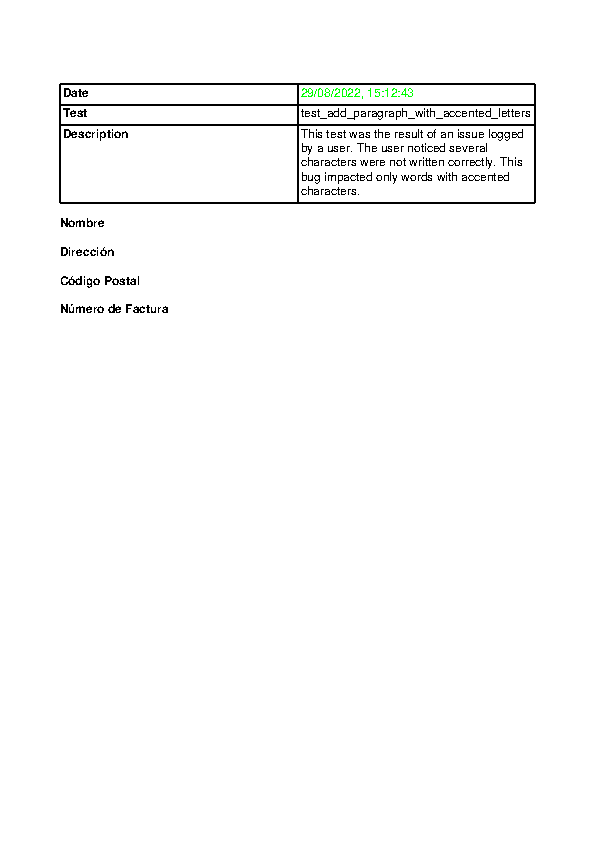 Date 29/08/2022, 15:12:43
Test test_add_paragraph_with_accented_letters
Description This test was the result of an issue logged
by a user. The user noticed several
characters were not written correctly. This
bug impacted only words with accented
characters.
Nombre
Dirección
Código Postal
Número de Factura